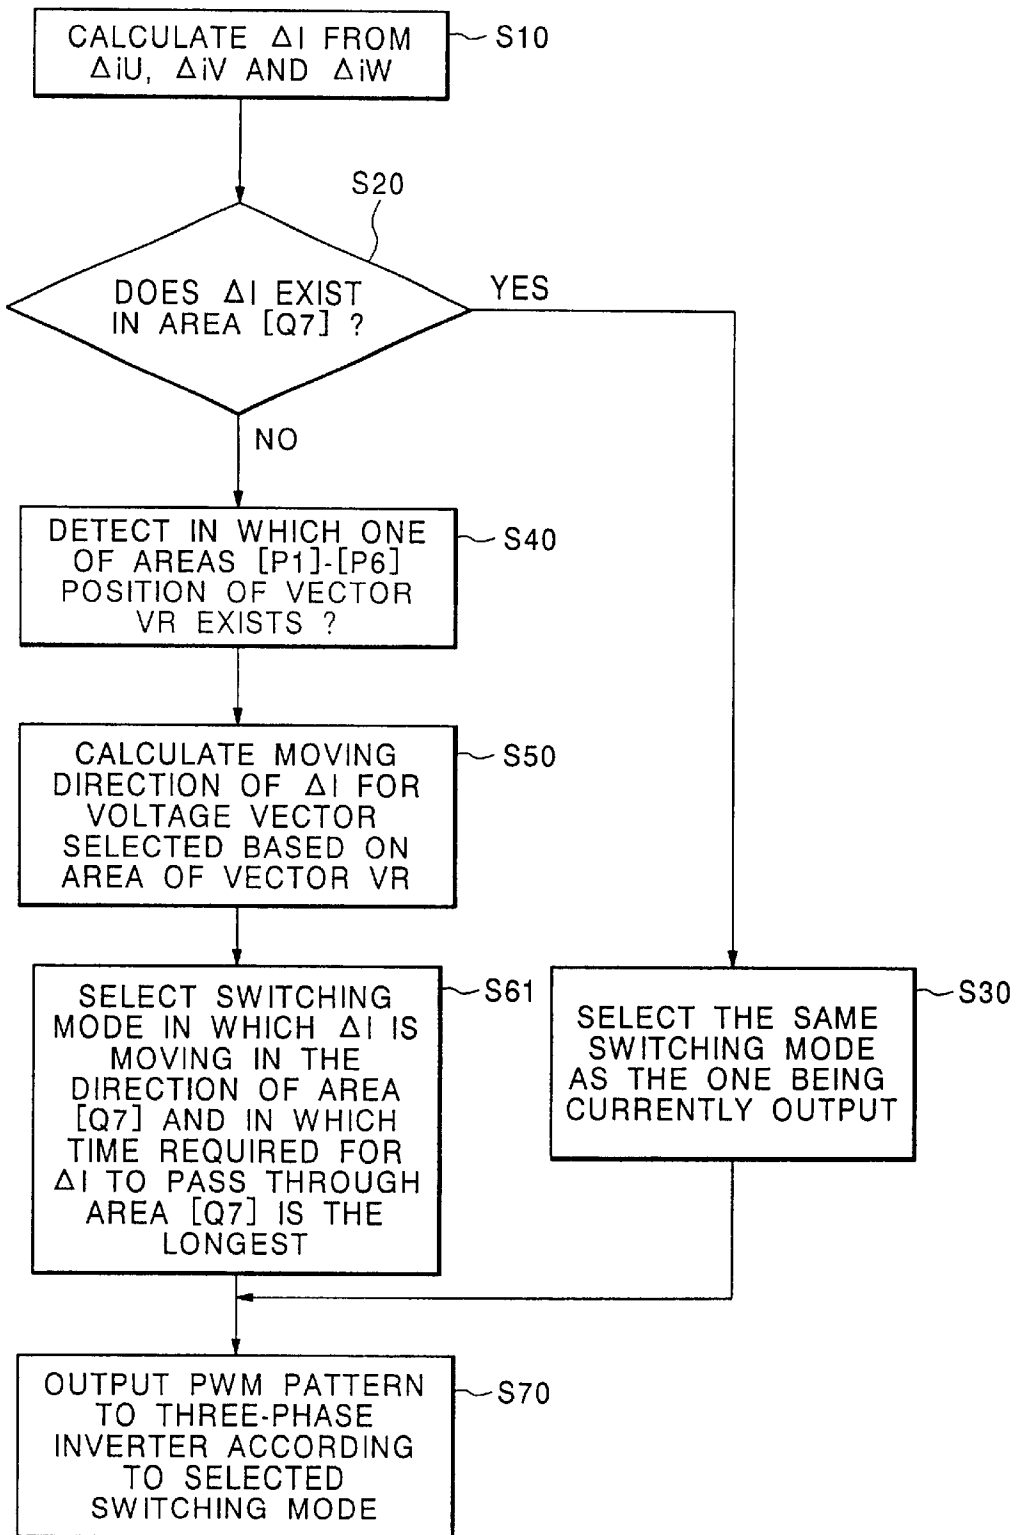 CALCULATE ΔI FROM
ΔiU, ΔiV AND ΔiW
S10
S20
DOES ΔI EXIST
IN AREA [Q7] ?
YES
NO
DETECT IN WHICH ONE
OF AREAS [P1]-[P6]
POSITION OF VECTOR
VR EXISTS ?
S40
CALCULATE MOVING
DIRECTION OF ΔI FOR
VOLTAGE VECTOR
SELECTED BASED ON
AREA OF VECTOR VR
S50
SELECT SWITCHING
MODE IN WHICH ΔI IS
MOVING IN THE
DIRECTION OF AREA
[Q7] AND IN WHICH
TIME REQUIRED FOR
ΔI TO PASS THROUGH
AREA [Q7] IS THE
LONGEST
S61
SELECT THE SAME
SWITCHING MODE
AS THE ONE BEING
CURRENTLY OUTPUT
S30
OUTPUT PWM PATTERN
TO THREE-PHASE
INVERTER ACCORDING
TO SELECTED
SWITCHING MODE
S70